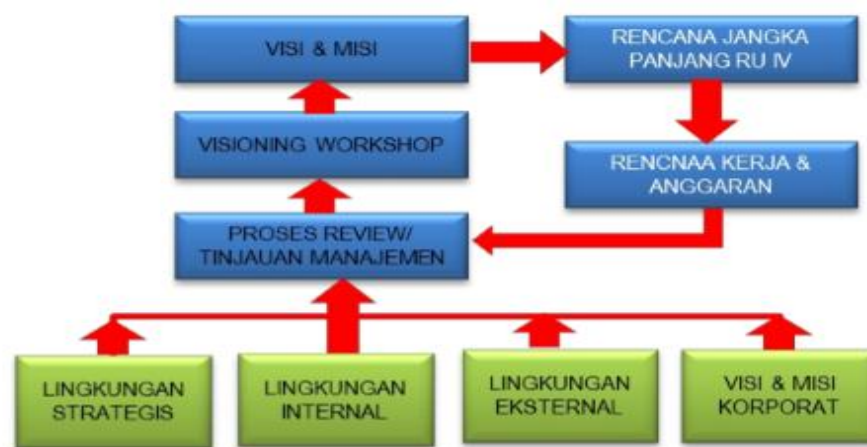 VISI & MISI
RENCANA JANGKA
PANJANG RU IV
VISIONING WORKSHOP
RENCNAA KERJA &
ANGGARAN
PROSES REVIEW/
TINJAUAN MANAJEMEN
LINGKUNGAN
STRATEGIS
LINGKUNGAN
INTERNAL
LINGKUNGAN
EKSTERNAL
VISI & MISI
KORPORAT